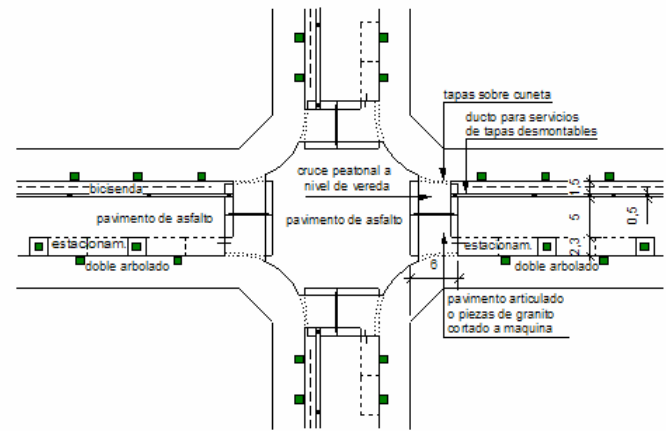 tapas sobre cuneta
ducto para servicios
de tapas desmontables
cruce peatonal a
nivel de vereda
bicisenda
1,5
0,5
pavimento de asfalto
pavimento de asfalto
5
estacionam.
estacionam.
2,3
doble arbolado
6
doble arbolado
pavimento articulado
o piezas de granito
cortado a maquina